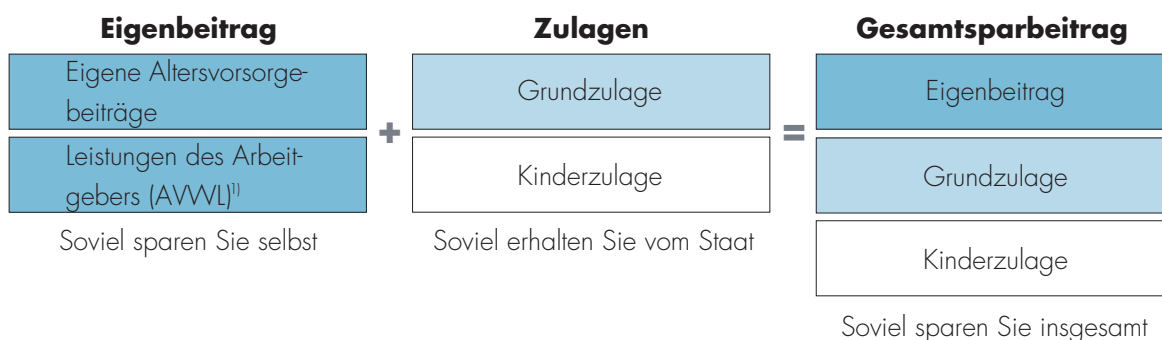 Eigenbeitrag
Eigene Altersvorsorge-
beiträge
Leistungen des Arbeit-
gebers (AVWL)1)
Soviel sparen Sie selbst
+
Zulagen
Grundzulage
Kinderzulage
Soviel erhalten Sie vom Staat
=
Gesamtsparbeitrag
Eigenbeitrag
Grundzulage
Kinderzulage
Soviel sparen Sie insgesamt